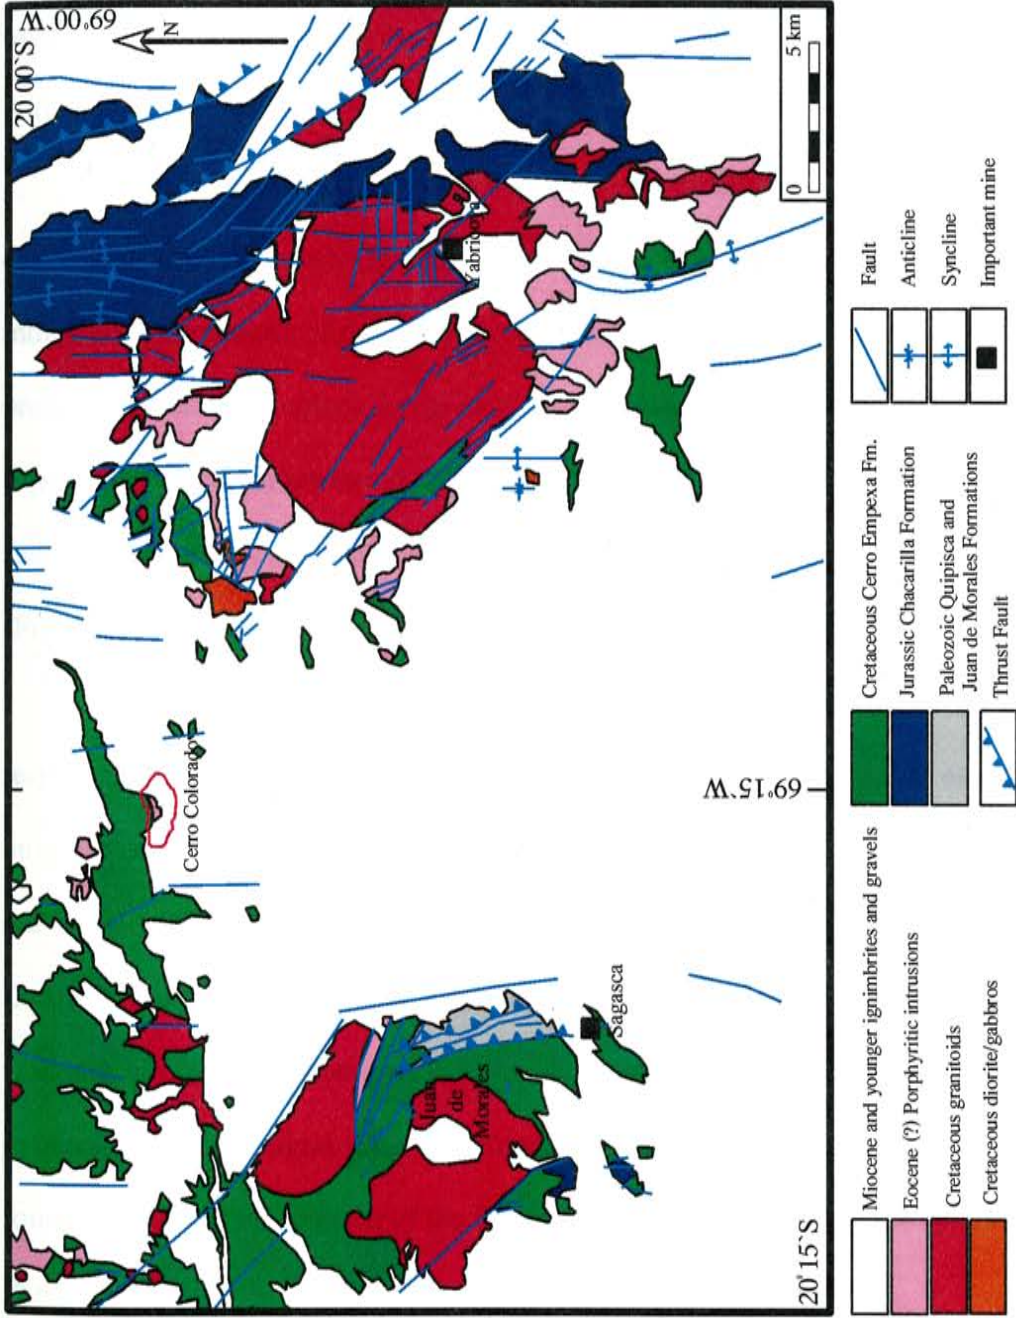 20 00`S
69°00`W
N
Cerro Colorado
Yabricoya
Juan
de
Morales
Sagasca
20°15`S
69°15`W
0 5 km
Miocene and younger ignimbrites and gravels
Eocene (?) Porphyritic intrusions
Cretaceous granitoids
Cretaceous diorite/gabbros
Cretaceous Cerro Empexa Fm.
Jurassic Chacarilla Formation
Paleozoic Quipisca and
Juan de Morales Formations
Thrust Fault
Fault
Anticline
Syncline
Important mine